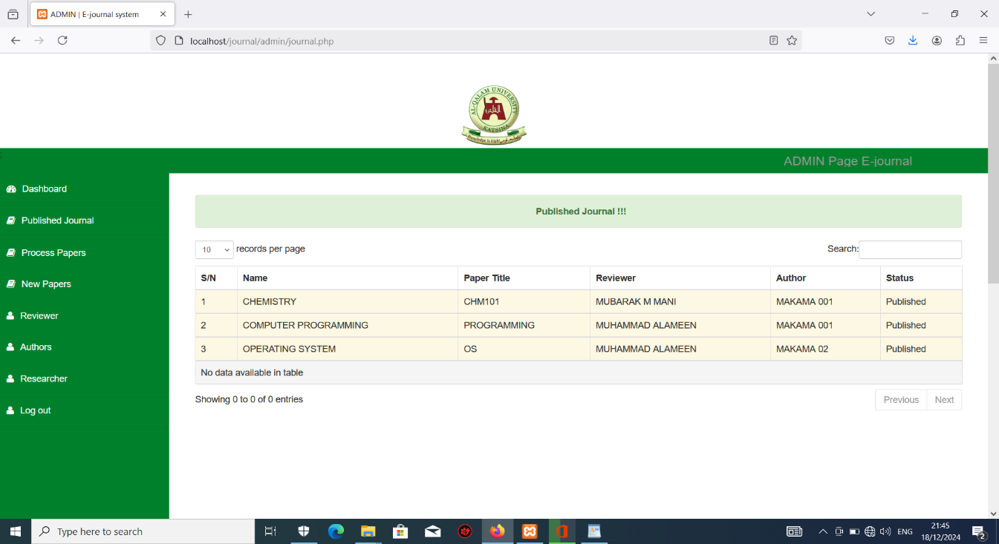 ADMIN | E-journal system
localhost/journal/admin/journal.php
AL-QALAM UNIVERSITY
القلم
KATSINA
Knowledge is Light
ADMIN Page E-journal
Dashboard
Published Journal
Process Papers
New Papers
Reviewer
Authors
Researcher
Log out
Published Journal !!!
10 records per page Search:
S/N Name Paper Title Reviewer Author Status
1 CHEMISTRY CHM101 MUBARAK M MANI MAKAMA 001 Published
2 COMPUTER PROGRAMMING PROGRAMMING MUHAMMAD ALAMEEN MAKAMA 001 Published
3 OPERATING SYSTEM OS MUHAMMAD ALAMEEN MAKAMA 02 Published
No data available in table
Showing 0 to 0 of 0 entries Previous Next
Type here to search
ENG
21:45
18/12/2024
2